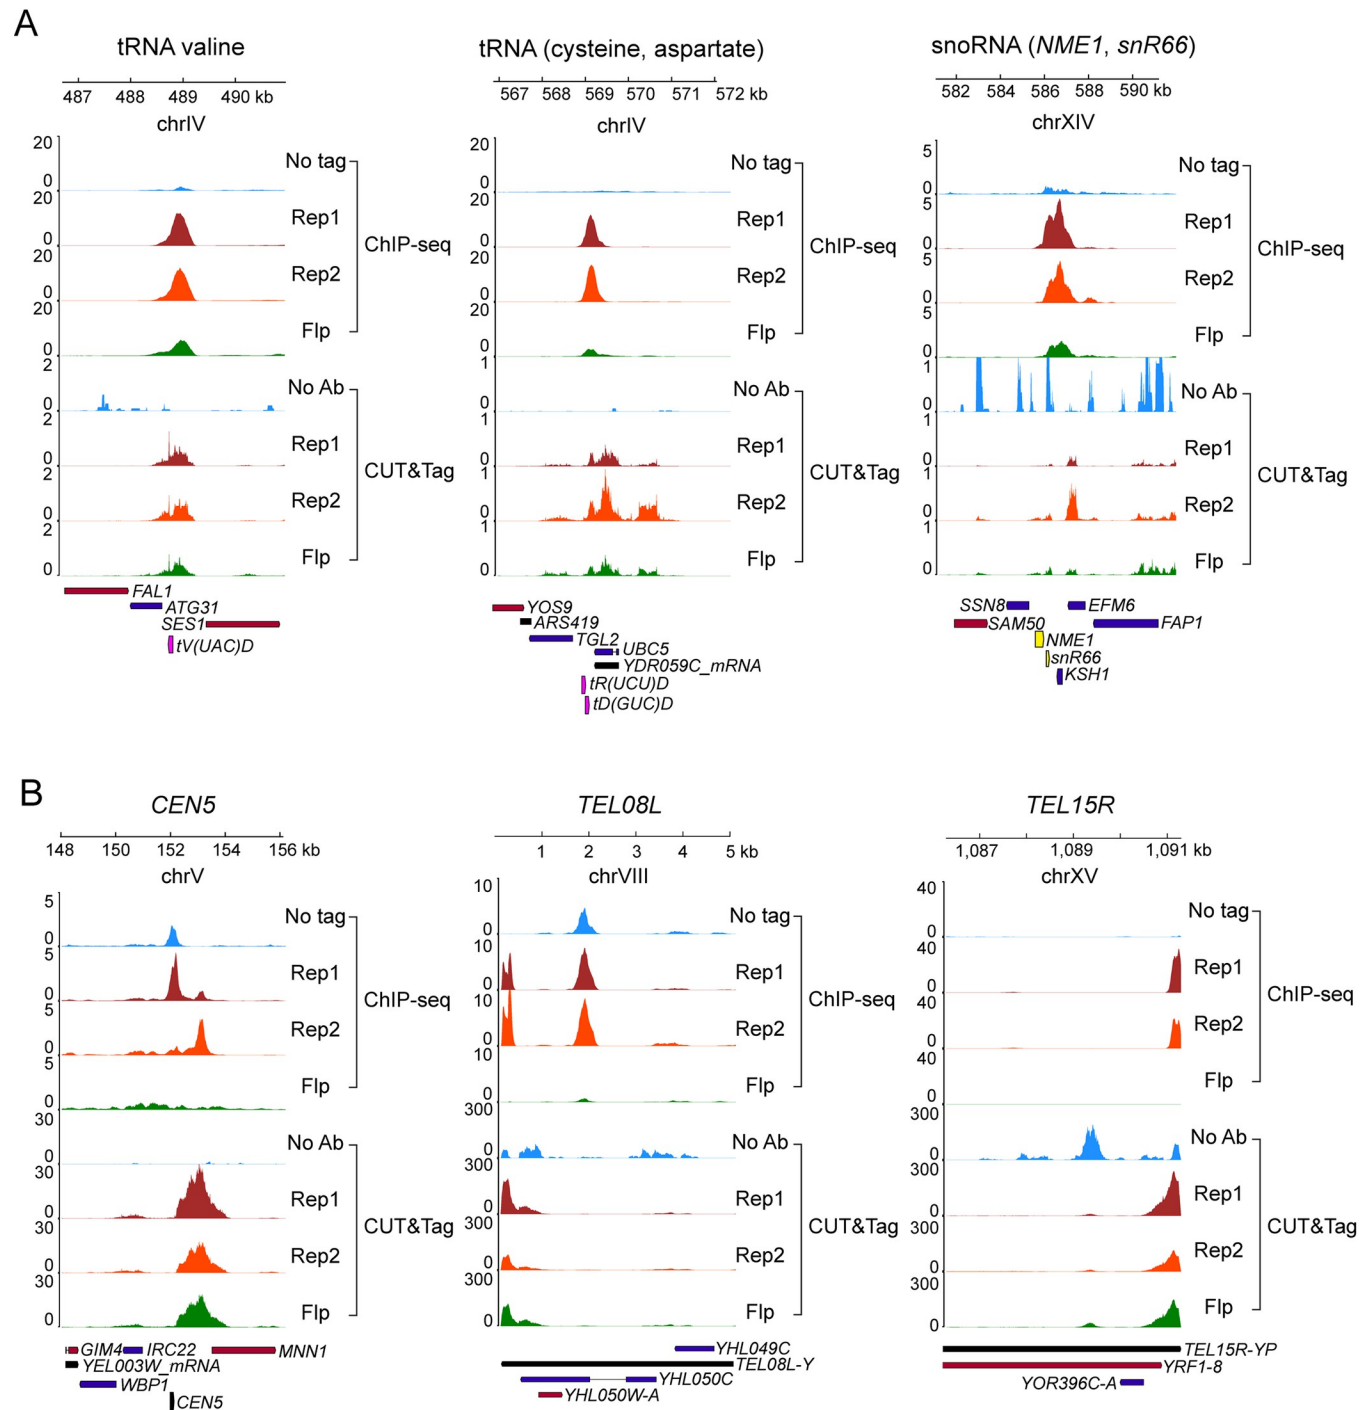 A
tRNA valine
487 488 489 490 kb
chrIV
20
0
No tag
20
0
Rep1
20
0
Rep2
20
0
Flp
ChIP-seq
2
0
No Ab
2
0
Rep1
2
0
Rep2
2
0
Flp
CUT&Tag
FAL1
ATG31
SES1
tV(UAC)D
tRNA (cysteine, aspartate)
567 568 569 570 571 572 kb
chrIV
20
0
No tag
20
0
Rep1
20
0
Rep2
20
0
Flp
ChIP-seq
1
0
No Ab
1
0
Rep1
1
0
Rep2
1
0
Flp
CUT&Tag
YOS9
ARS419
TGL2
UBC5
YDR059C_mRNA
tR(UCU)D
tD(GUC)D
snoRNA (NME1, snR66)
582 584 586 588 590 kb
chrXIV
5
0
No tag
5
0
Rep1
5
0
Rep2
5
0
Flp
ChIP-seq
1
0
No Ab
1
0
Rep1
1
0
Rep2
1
0
Flp
CUT&Tag
SSN8 EFM6
SAM50 FAP1
NME1
snR66
KSH1
B
CEN5
148 150 152 154 156 kb
chrV
5
0
No tag
5
0
Rep1
5
0
Rep2
5
0
Flp
ChIP-seq
30
0
No Ab
30
0
Rep1
30
0
Rep2
30
0
Flp
CUT&Tag
GIM4 IRC22 MNN1
YEL003W_mRNA
WBP1
CEN5
TEL08L
1 2 3 4 5 kb
chrVIII
10
0
No tag
10
0
Rep1
10
0
Rep2
10
0
Flp
ChIP-seq
300
0
No Ab
300
0
Rep1
300
0
Rep2
300
0
Flp
CUT&Tag
YHL049C
TEL08L-Y
YHL050C
YHL050W-A
TEL15R
1,087 1,089 1,091 kb
chrXV
40
0
No tag
40
0
Rep1
40
0
Rep2
40
0
Flp
ChIP-seq
300
0
No Ab
300
0
Rep1
300
0
Rep2
300
0
Flp
CUT&Tag
TEL15R-YP
YRF1-8
YOR396C-A